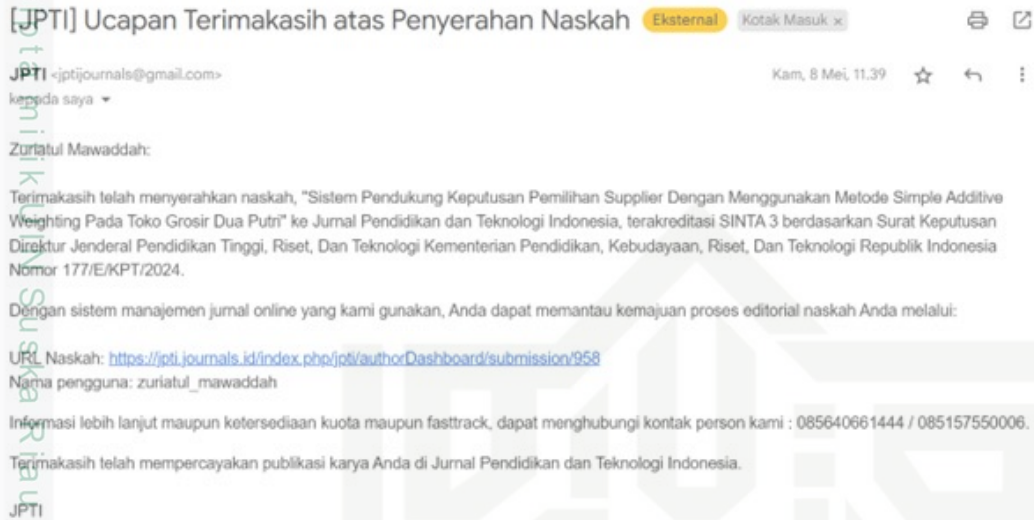 [JPTI] Ucapan Terimakasih atas Penyerahan Naskah Eksternal Kotak Masuk x
JPTI <jptijournals@gmail.com> Kam, 8 Mei, 11.39
kepada saya
Zuriatul Mawaddah:
Terimakasih telah menyerahkan naskah, "Sistem Pendukung Keputusan Pemilihan Supplier Dengan Menggunakan Metode Simple Additive
Weighting Pada Toko Grosir Dua Putri" ke Jurnal Pendidikan dan Teknologi Indonesia, terakreditasi SINTA 3 berdasarkan Surat Keputusan
Direktur Jenderal Pendidikan Tinggi, Riset, Dan Teknologi Kementerian Pendidikan, Kebudayaan, Riset, Dan Teknologi Republik Indonesia
Nomor 177/E/KPT/2024.
Dengan sistem manajemen jurnal online yang kami gunakan, Anda dapat memantau kemajuan proses editorial naskah Anda melalui:
URL Naskah: https://jpti.journals.id/index.php/jpti/authorDashboard/submission/958
Nama pengguna: zuriatul_mawaddah
Informasi lebih lanjut maupun ketersediaan kuota maupun fasttrack, dapat menghubungi kontak person kami : 085640661444 / 085157550006.
Terimakasih telah mempercayakan publikasi karya Anda di Jurnal Pendidikan dan Teknologi Indonesia.
JPTI
pta milik UIN Suska Riau